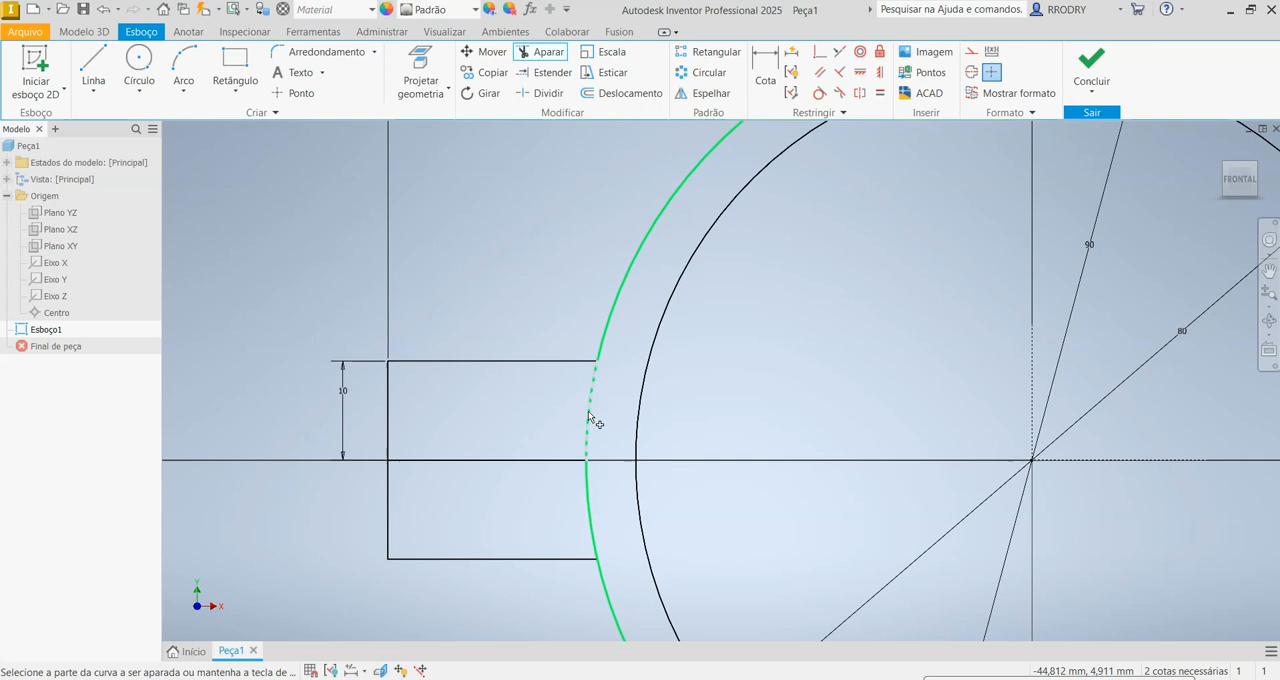 Material
Padrão
Autodesk Inventor Professional 2025 Peça1
Pesquisar na Ajuda e comandos.
RRODRY
Arquivo Modelo 3D Esboço Anotar Inspecionar Ferramentas Administrar Visualizar Ambientes Colaborar Fusion
Iniciar
esboço 2D
Linha
Círculo
Arco
Retângulo
Arredondamento
Texto
Ponto
Projetar
geometria
Mover
Copiar
Girar
Aparar
Estender
Dividir
Escala
Esticar
Deslocamento
Retangular
Circular
Espelhar
Cota
Imagem
Pontos
ACAD
Mostrar formato
Concluir
Esboço Criar Modificar Padrão Restringir Inserir Formato Sair
Modelo
Peça1
Estados do modelo: [Principal]
Vista: [Principal]
Origem
Plano YZ
Plano XZ
Plano XY
Eixo X
Eixo Y
Eixo Z
Centro
Esboço1
Final de peça
FRONTAL
90
80
10
Y
X
Início Peça1
Selecione a parte da curva a ser aparada ou mantenha a tecla de ...
-44,812 mm, 4,911 mm 2 cotas necessárias 1 1